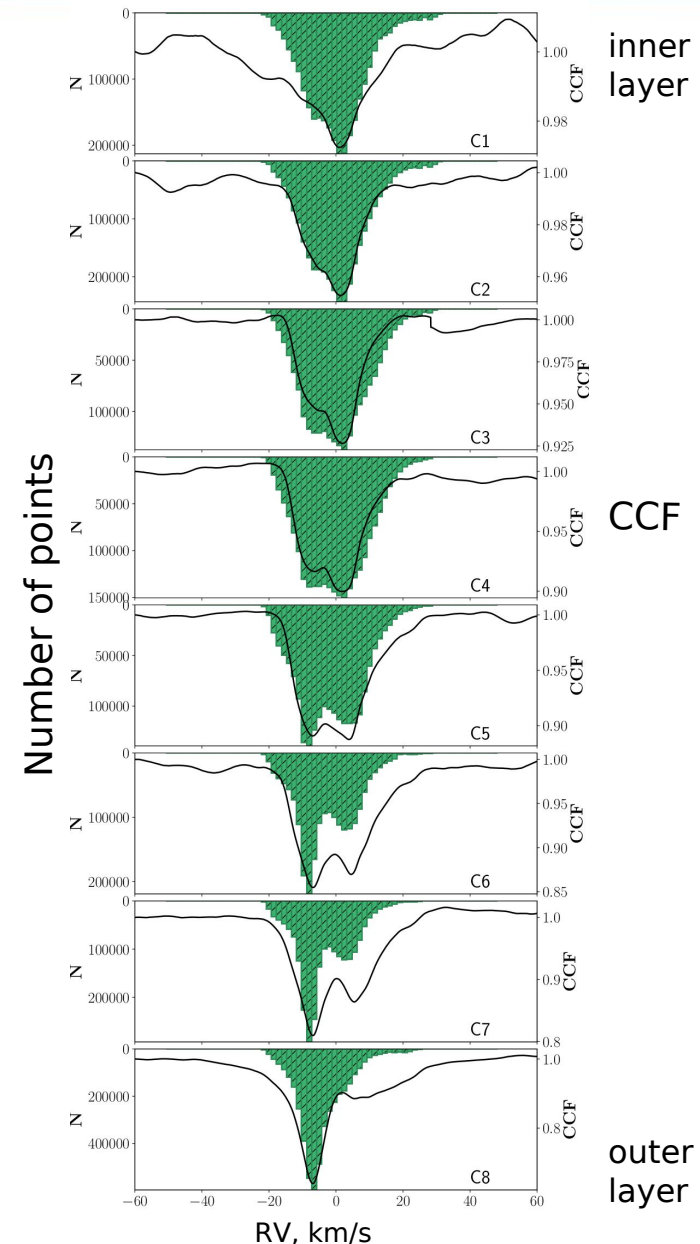 inner
layer
0
100000
200000
N
1.00
0.98
CCF
C1
0
100000
200000
N
1.00
0.98
0.96
CCF
C2
0
50000
100000
N
1.000
0.975
0.950
0.925
CCF
C3
Number of points
0
50000
100000
150000
N
1.00
0.95
0.90
CCF
C4
CCF
0
50000
100000
N
1.00
0.95
0.90
CCF
C5
0
100000
200000
N
1.00
0.95
0.90
0.85
CCF
C6
0
100000
200000
N
1.0
0.9
0.8
CCF
C7
0
200000
400000
N
1.0
0.8
CCF
C8
outer
layer
−60 −40 −20 0 20 40 60
RV, km/s